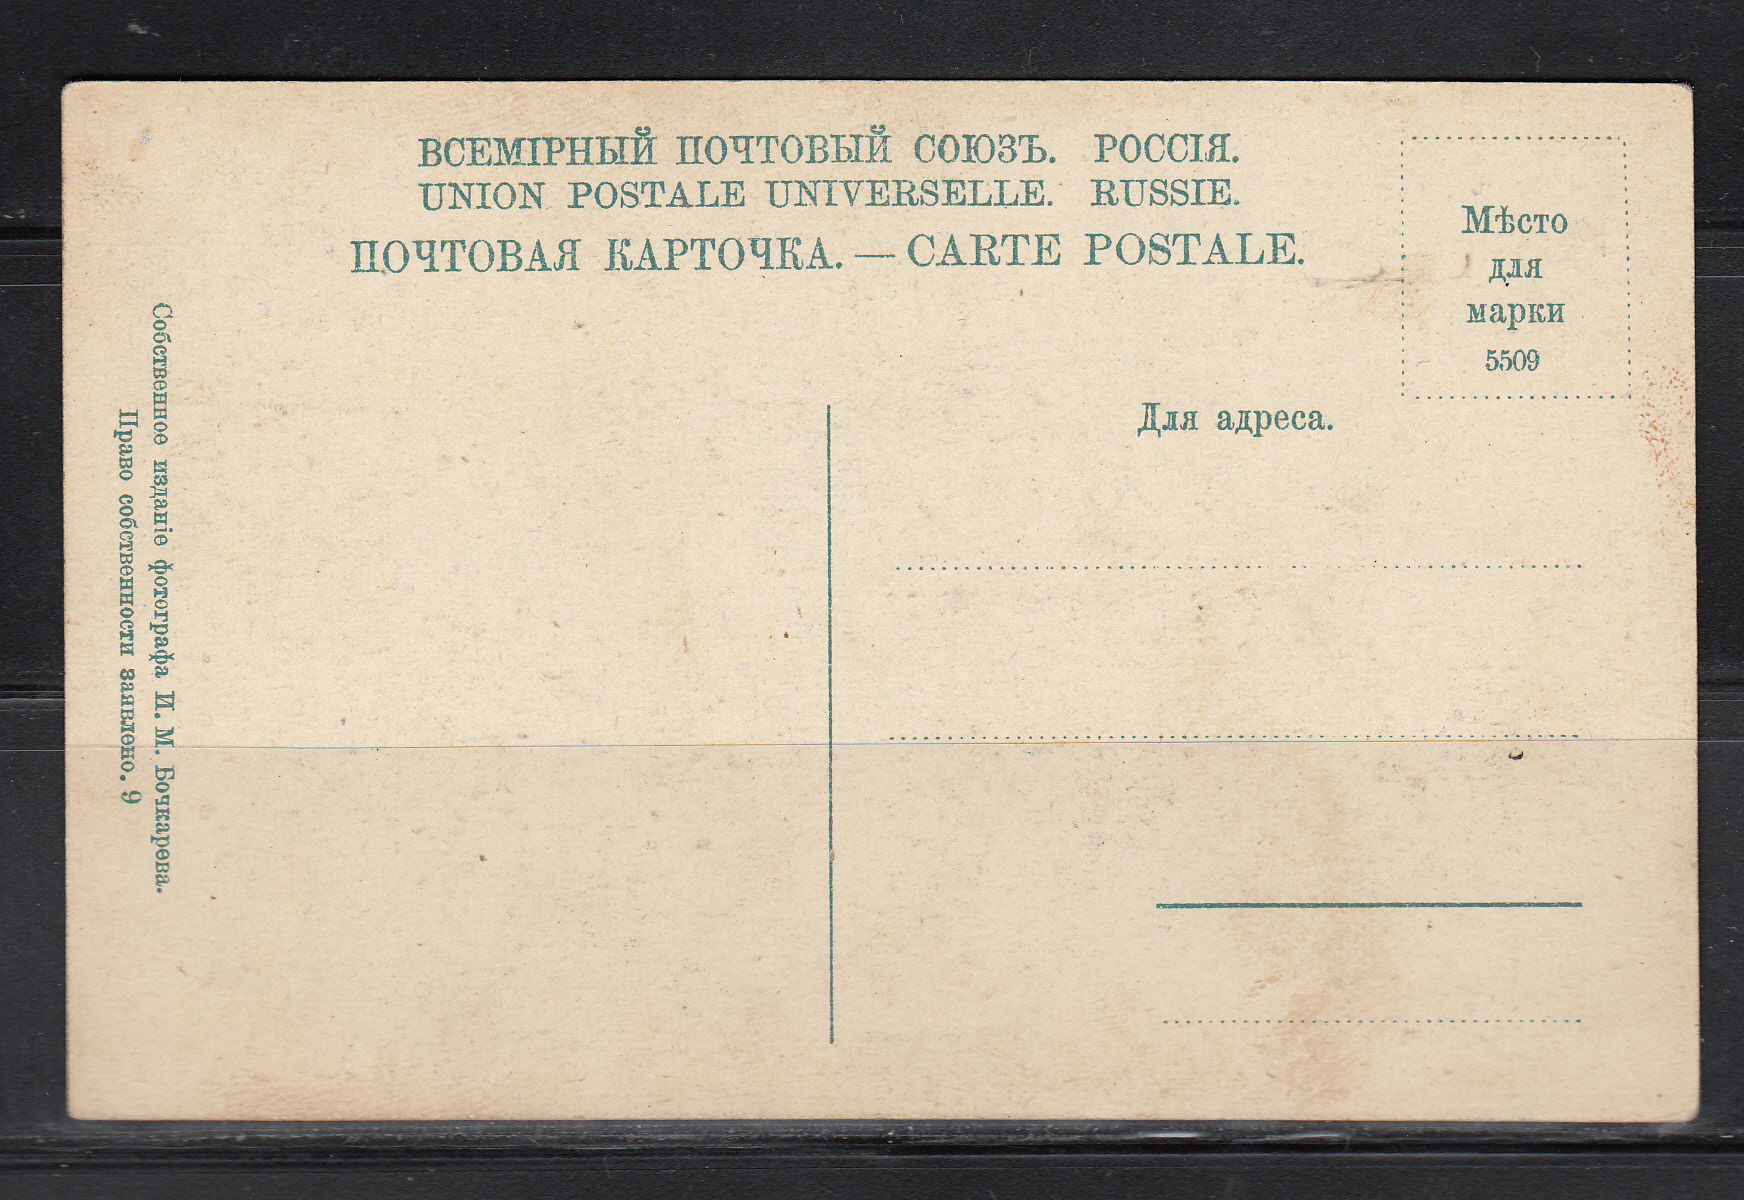 ВСЕМІРНЫЙ ПОЧТОВЫЙ СОЮЗЪ. РОССІЯ.
UNION POSTALE UNIVERSELLE. RUSSIE.
ПОЧТОВАЯ КАРТОЧКА. — CARTE POSTALE.
Мѣсто
для
марки
5509
Для адреса.
Собственное изданіе фотографа И. М. Бочкарева.
Право собственности заявлено. 9